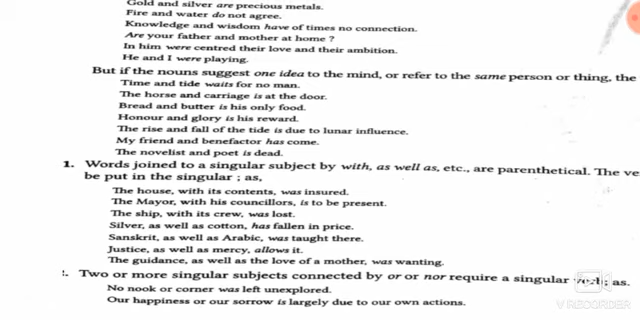 Gold and silver are precious metals.
Fire and water do not agree.
Knowledge and wisdom have of times no connection.
Are your father and mother at home ?
In him were centred their love and their ambition.
He and I were playing.
But if the nouns suggest one idea to the mind, or refer to the same person or thing, the
Time and tide waits for no man.
The horse and carriage is at the door.
Bread and butter is his only food.
Honour and glory is his reward.
The rise and fall of the tide is due to lunar influence.
My friend and benefactor has come.
The novelist and poet is dead.
1. Words joined to a singular subject by with, as well as, etc., are parenthetical. The ve
be put in the singular ; as,
The house, with its contents, was insured.
The Mayor, with his councillors, is to be present.
The ship, with its crew, was lost.
Silver, as well as cotton, has fallen in price.
Sanskrit, as well as Arabic, was taught there.
Justice, as well as mercy, allows it.
The guidance, as well as the love of a mother, was wanting.
Two or more singular subjects connected by or or nor require a singular verb; as.
No nook or corner was left unexplored.
Our happiness or our sorrow is largely due to our own actions.
V RECORDER